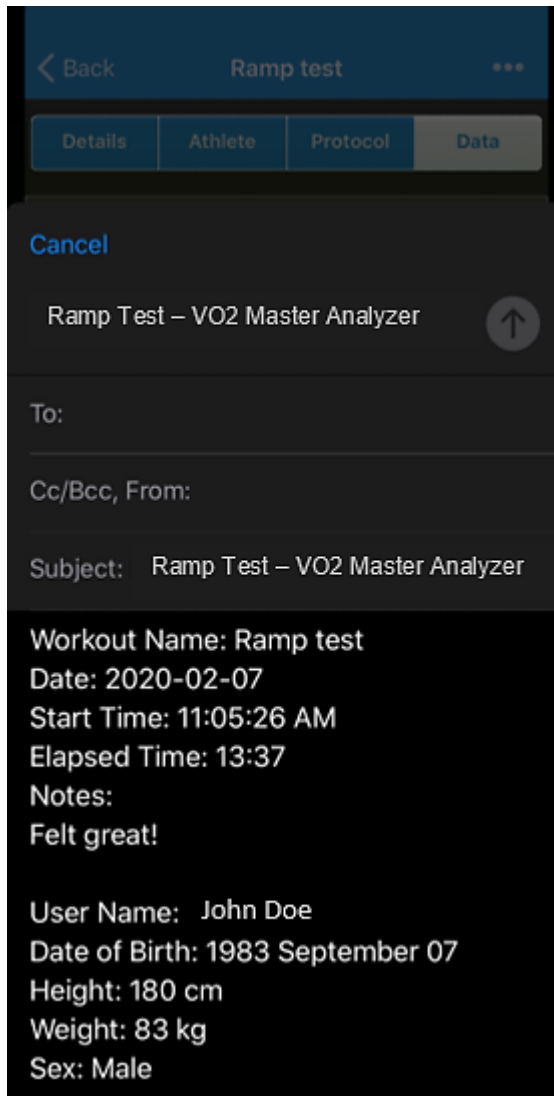 Back Ramp test
Details Athlete Protocol Data
Cancel
Ramp Test – VO2 Master Analyzer
To:
Cc/Bcc, From:
Subject: Ramp Test – VO2 Master Analyzer
Workout Name: Ramp test
Date: 2020-02-07
Start Time: 11:05:26 AM
Elapsed Time: 13:37
Notes:
Felt great!
User Name: John Doe
Date of Birth: 1983 September 07
Height: 180 cm
Weight: 83 kg
Sex: Male